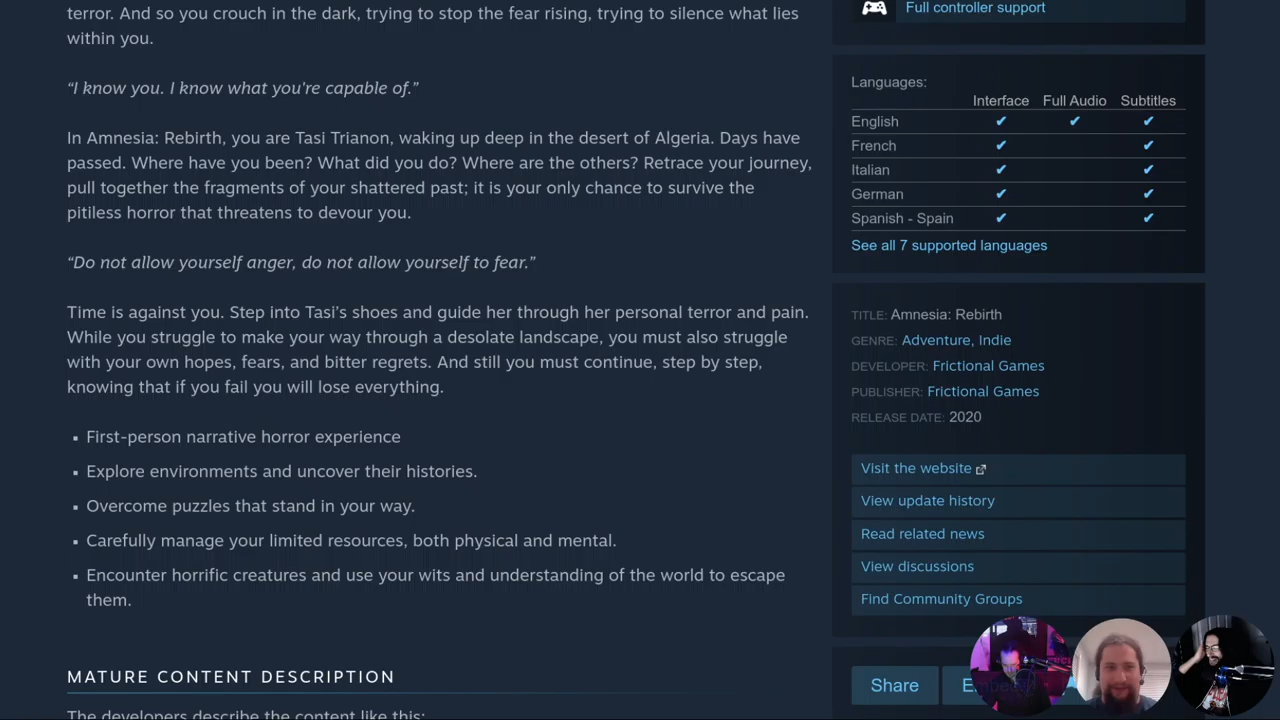 terror. And so you crouch in the dark, trying to stop the fear rising, trying to silence what lies
within you.
“I know you. I know what you're capable of.”
In Amnesia: Rebirth, you are Tasi Trianon, waking up deep in the desert of Algeria. Days have
passed. Where have you been? What did you do? Where are the others? Retrace your journey,
pull together the fragments of your shattered past; it is your only chance to survive the
pitiless horror that threatens to devour you.
“Do not allow yourself anger, do not allow yourself to fear.”
Time is against you. Step into Tasi’s shoes and guide her through her personal terror and pain.
While you struggle to make your way through a desolate landscape, you must also struggle
with your own hopes, fears, and bitter regrets. And still you must continue, step by step,
knowing that if you fail you will lose everything.
▪ First-person narrative horror experience
▪ Explore environments and uncover their histories.
▪ Overcome puzzles that stand in your way.
▪ Carefully manage your limited resources, both physical and mental.
▪ Encounter horrific creatures and use your wits and understanding of the world to escape
them.
MATURE CONTENT DESCRIPTION
The developers describe the content like this:
Full controller support
Languages:
Interface Full Audio Subtitles
English ✔ ✔ ✔
French ✔ ✔
Italian ✔ ✔
German ✔ ✔
Spanish - Spain ✔ ✔
See all 7 supported languages
TITLE: Amnesia: Rebirth
GENRE: Adventure, Indie
DEVELOPER: Frictional Games
PUBLISHER: Frictional Games
RELEASE DATE: 2020
Visit the website
View update history
Read related news
View discussions
Find Community Groups
Share